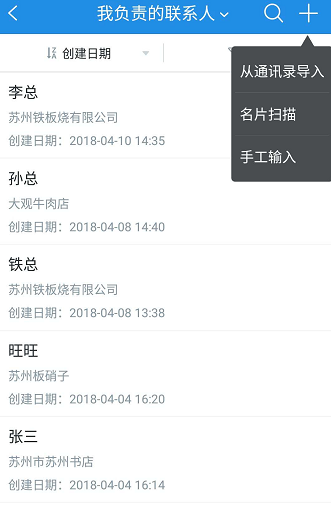 我负责的联系人
创建日期
从通讯录导入
名片扫描
手工输入
李总
苏州铁板烧有限公司
创建日期：2018-04-10 14:35
孙总
大观牛肉店
创建日期：2018-04-08 14:40
铁总
苏州铁板烧有限公司
创建日期：2018-04-08 13:38
旺旺
苏州板硝子
创建日期：2018-04-04 16:20
张三
苏州市苏州书店
创建日期：2018-04-04 16:14